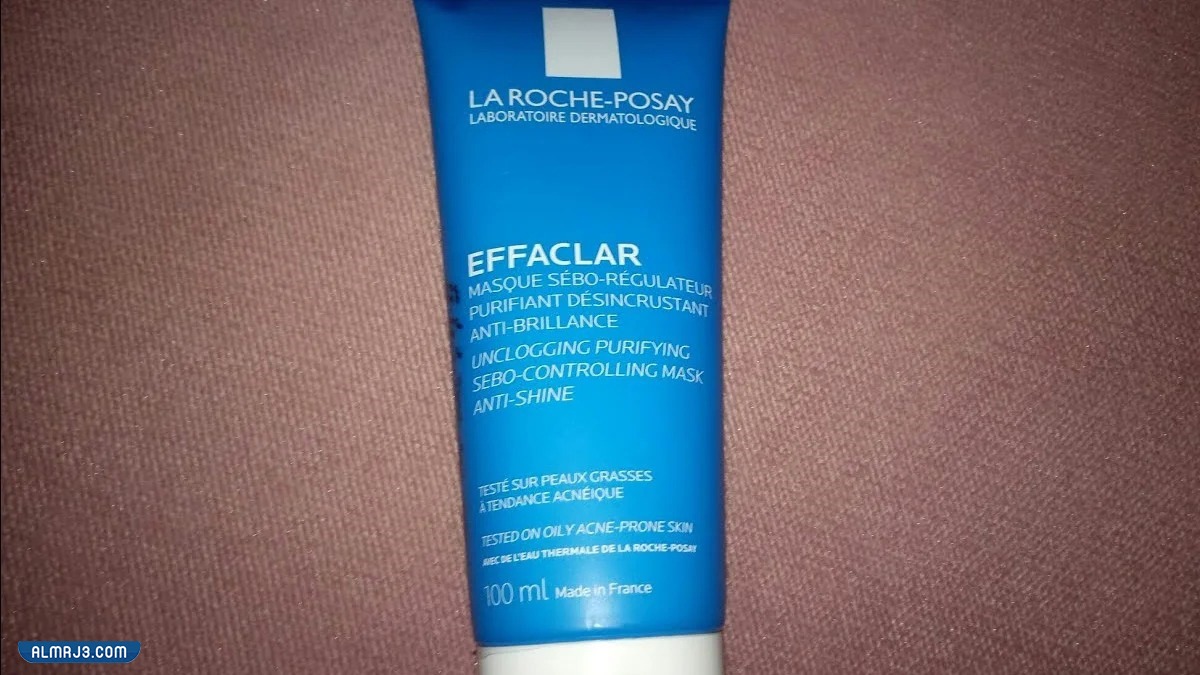 LA ROCHE-POSAY
LABORATOIRE DERMATOLOGIQUE
EFFACLAR
MASQUE SÉBO-RÉGULATEUR
PURIFIANT DÉSINCRUSTANT
ANTI-BRILLANCE
UNCLOGGING PURIFYING
SEBO-CONTROLLING MASK
ANTI-SHINE
TESTÉ SUR PEAUX GRASSES
À TENDANCE ACNÉIQUE
TESTED ON OILY ACNE-PRONE SKIN
AVEC DE L'EAU THERMALE DE LA ROCHE-POSAY
100 ml Made in France
ALMRJ3.COM